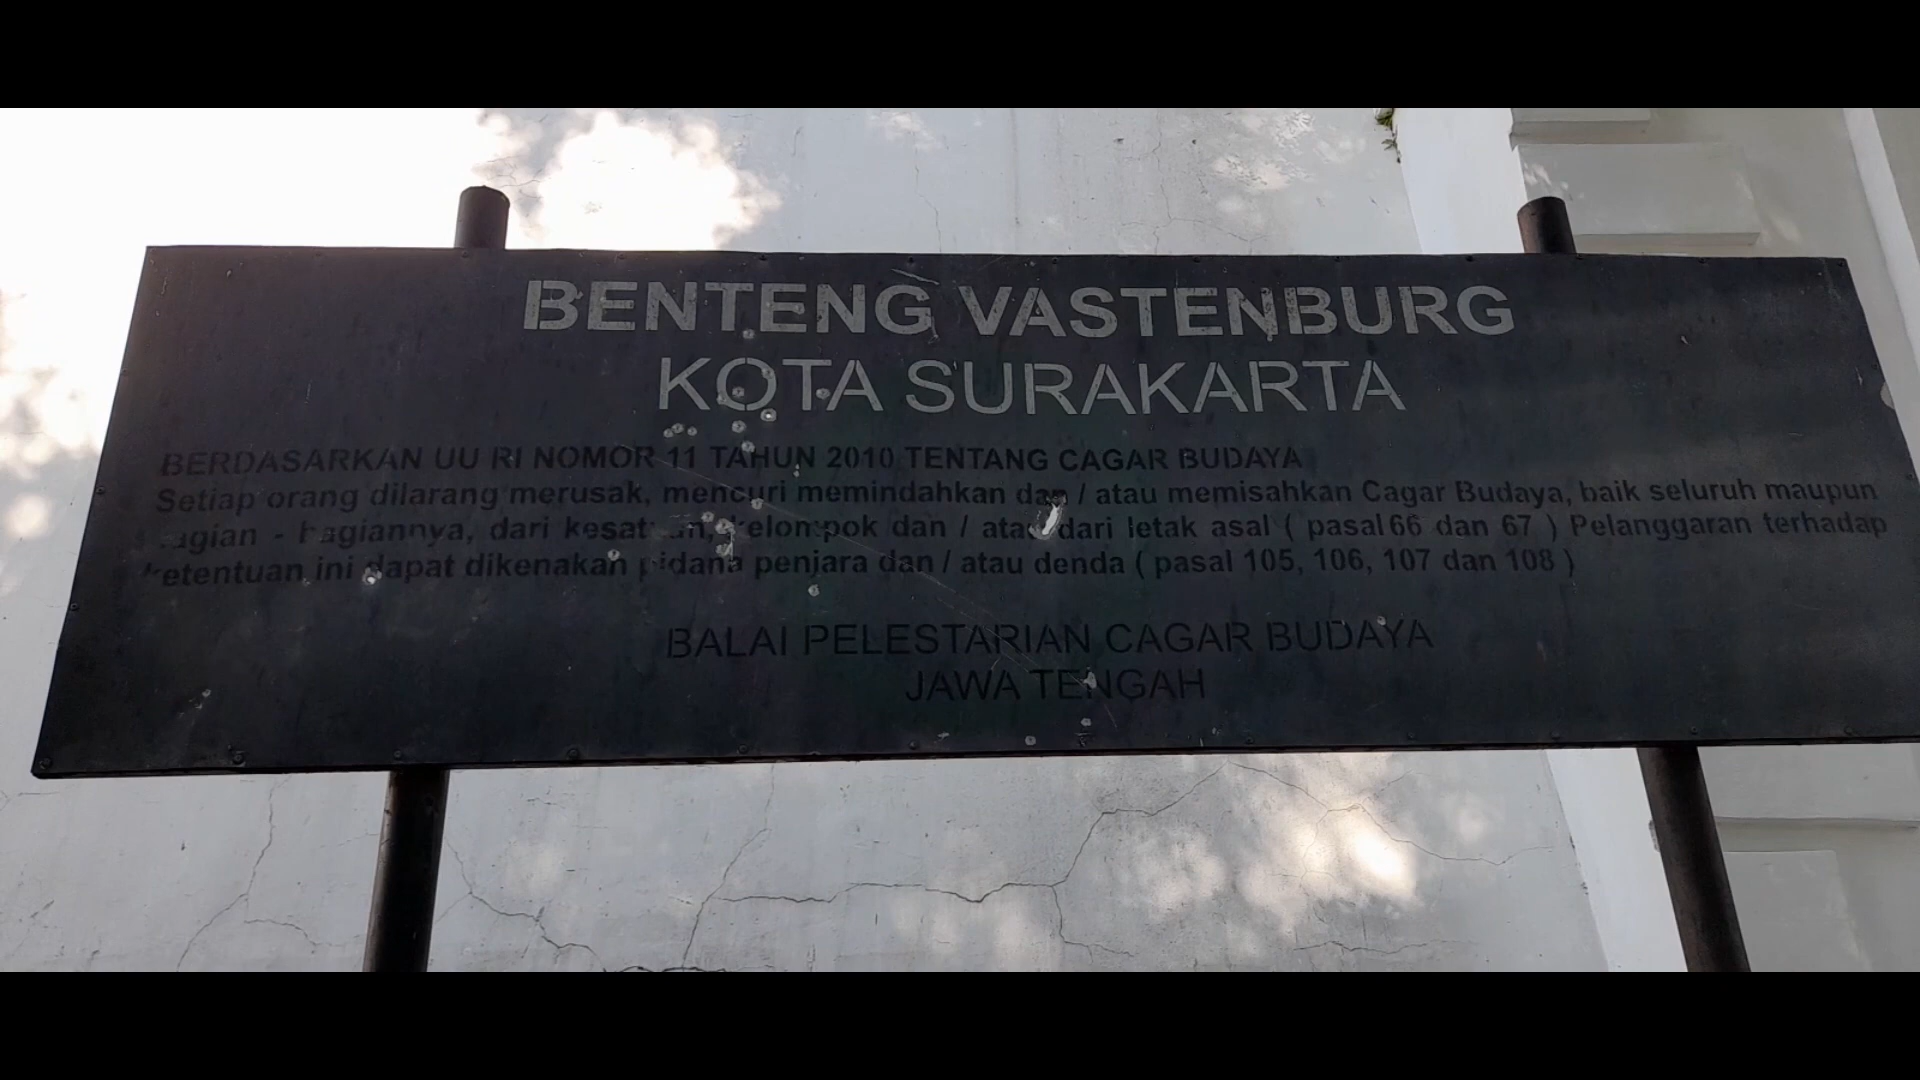 BENTENG VASTENBURG
KOTA SURAKARTA
BERDASARKAN UU RI NOMOR 11 TAHUN 2010 TENTANG CAGAR BUDAYA
Setiap orang dilarang merusak, mencuri memindahkan dan / atau memisahkan Cagar Budaya, baik seluruh maupun
bagian - bagiannya, dari kesatuan, kelompok dan / atau dari letak asal ( pasal 66 dan 67 ) Pelanggaran terhadap
ketentuan ini dapat dikenakan pidana penjara dan / atau denda ( pasal 105, 106, 107 dan 108 )
BALAI PELESTARIAN CAGAR BUDAYA
JAWA TENGAH